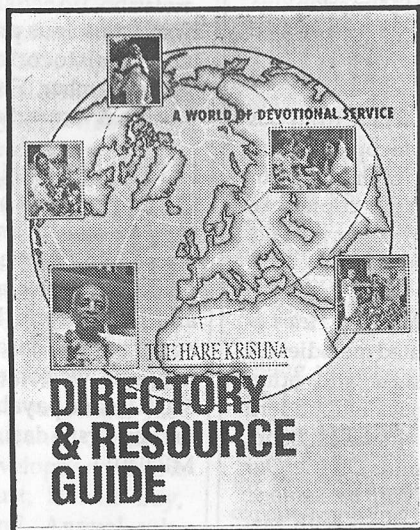 A WORLD OF DEVOTIONAL SERVICE
THE HARE KRISHNA
DIRECTORY
& RESOURCE
GUIDE